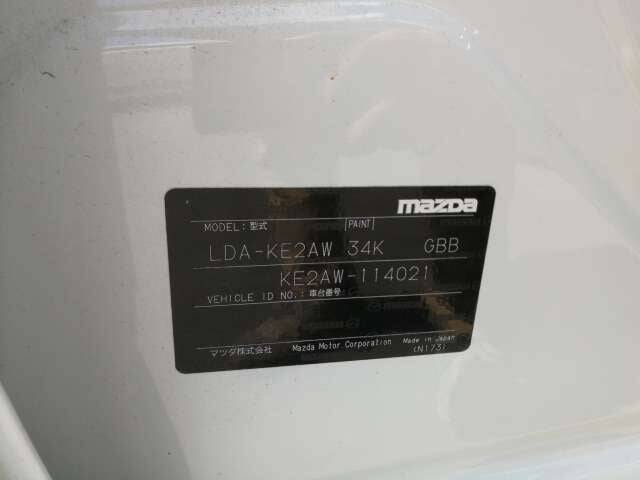 mazda
MODEL: 型式 PAINT
LDA-KE2AW 34K GBB
KE2AW-114021
VEHICLE ID NO.: 車台番号
マツダ株式会社 Mazda Motor Corporation Made in Japan
(N173)